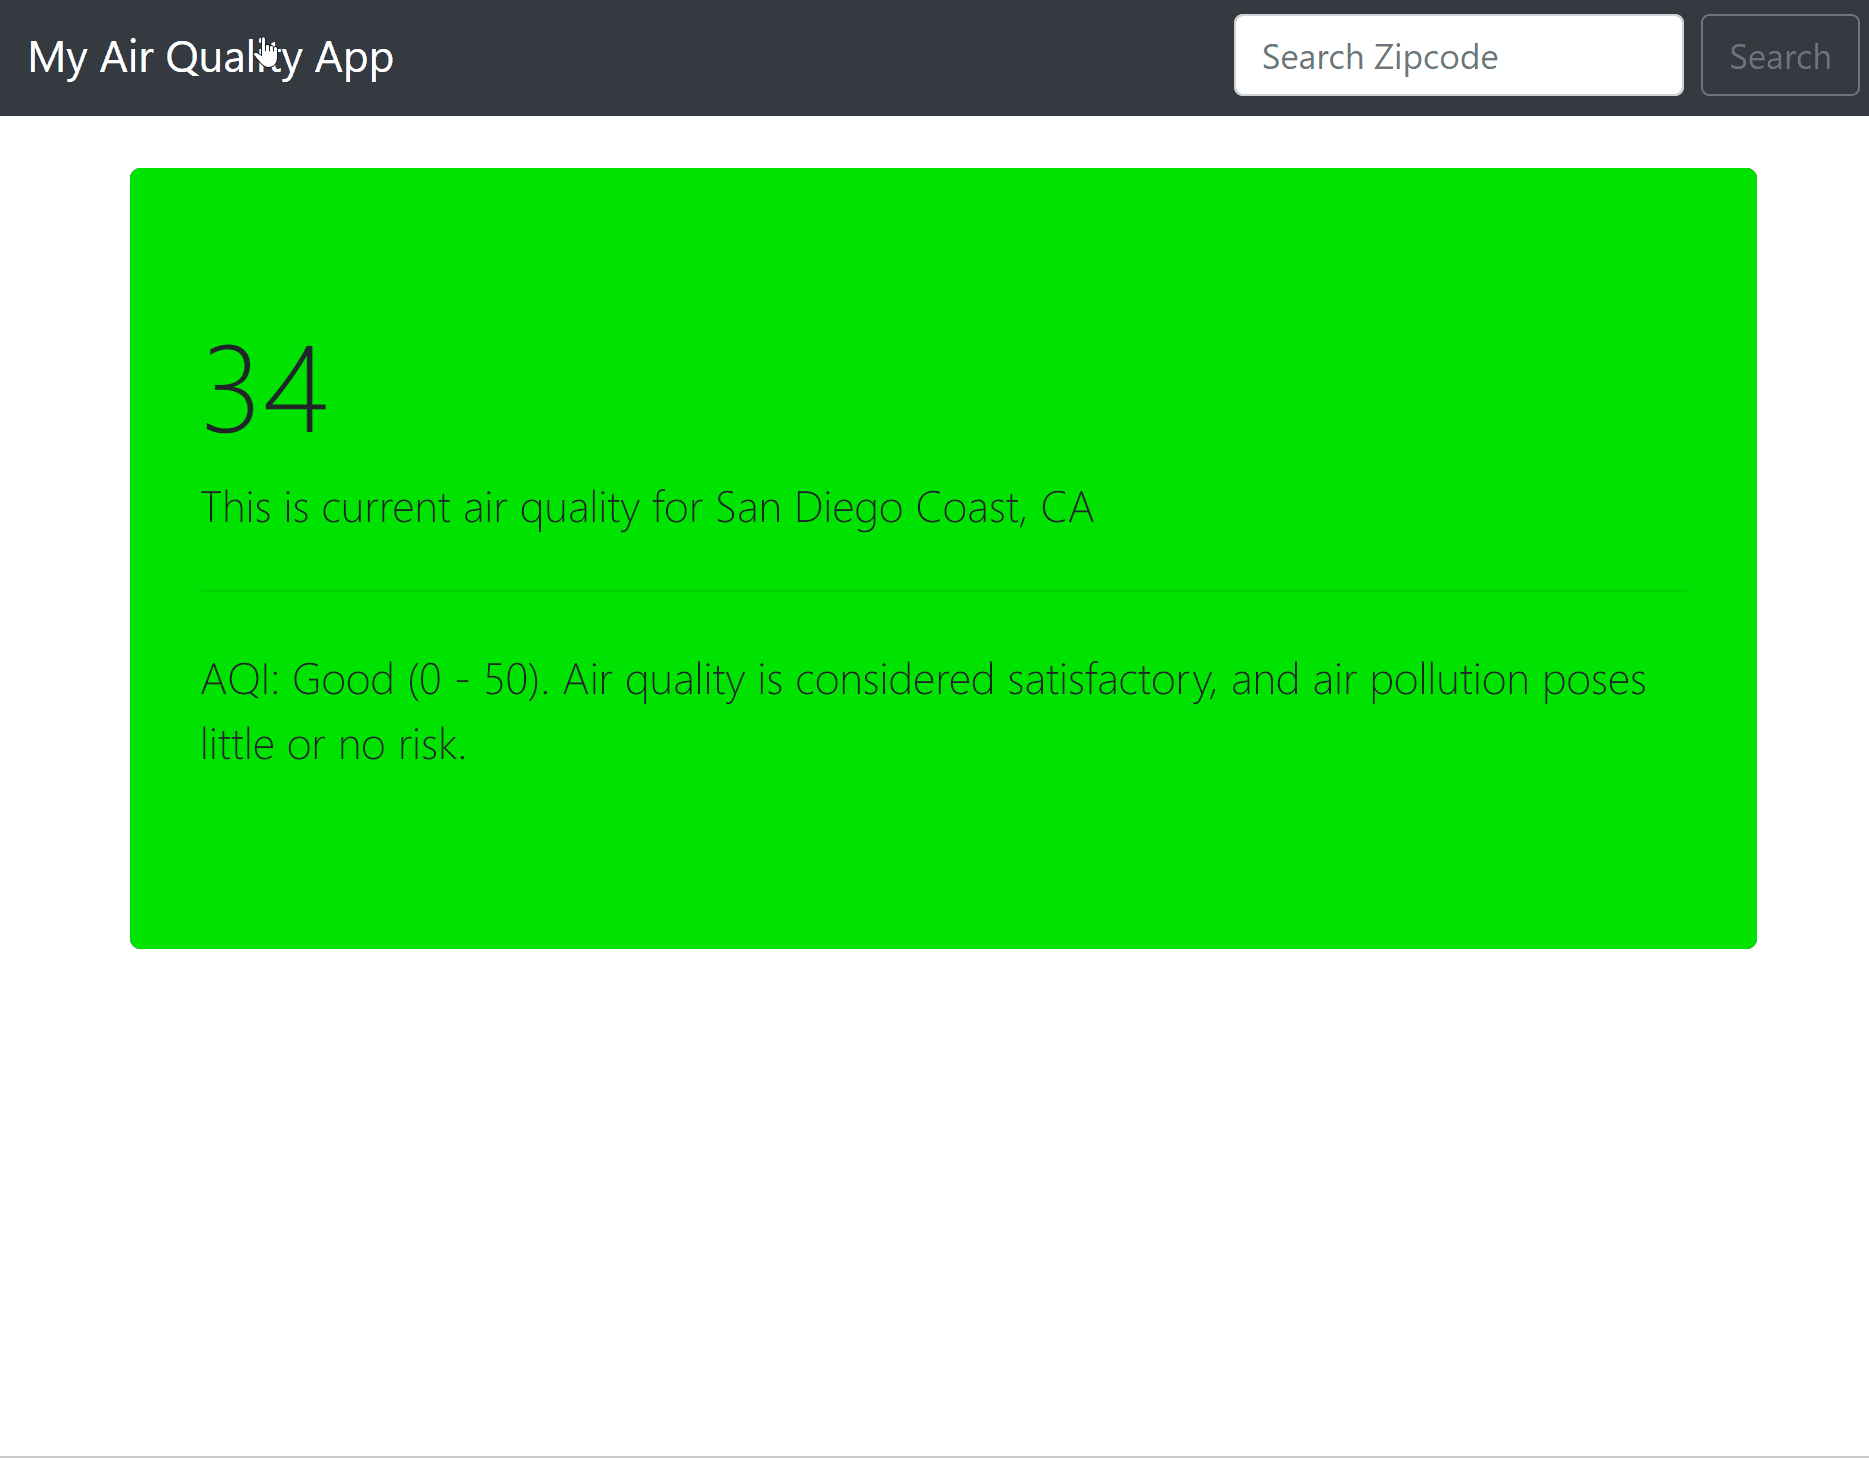 My Air Quality App
Search Zipcode
Search
34
This is current air quality for San Diego Coast, CA
AQI: Good (0 - 50). Air quality is considered satisfactory, and air pollution poses
little or no risk.